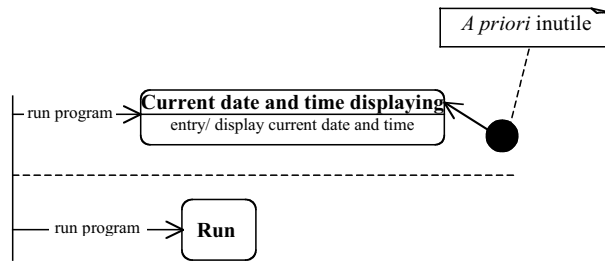 A priori inutile
Current date and time displaying
run program
entry/ display current date and time
run program
Run